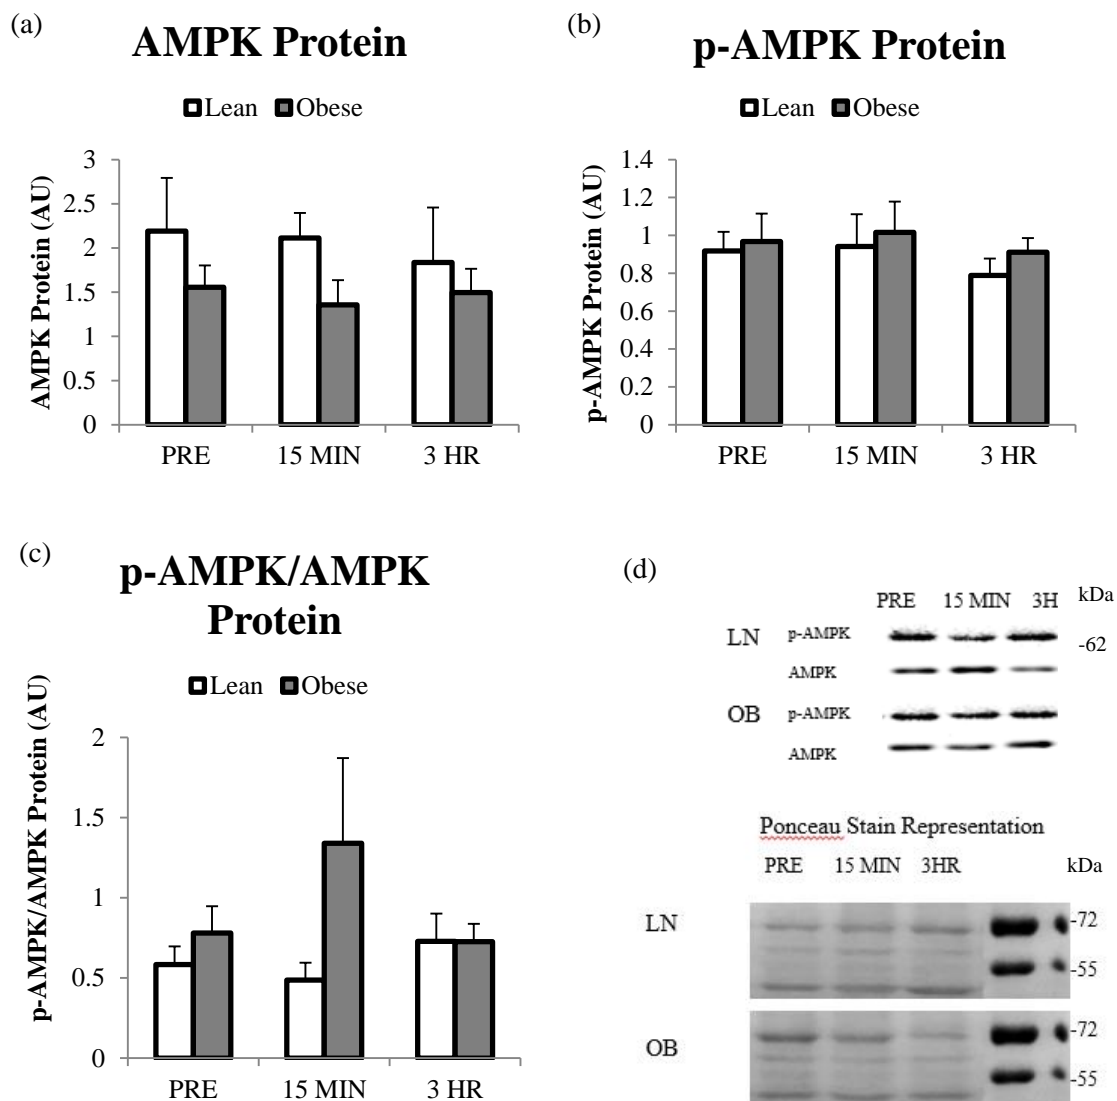 (a)
AMPK Protein
Lean Obese
AMPK Protein (AU)
3
2.5
2
1.5
1
0.5
0
PRE 15 MIN 3 HR
(b)
p-AMPK Protein
Lean Obese
p-AMPK Protein (AU)
1.4
1.2
1
0.8
0.6
0.4
0.2
0
PRE 15 MIN 3 HR
(c)
p-AMPK/AMPK
Protein
Lean Obese
p-AMPK/AMPK Protein (AU)
2
1.5
1
0.5
0
PRE 15 MIN 3 HR
(d)
PRE 15 MIN 3H kDa
LN p-AMPK -62
AMPK
OB p-AMPK
AMPK
Ponceau Stain Representation
PRE 15 MIN 3HR kDa
LN -72
-55
OB -72
-55